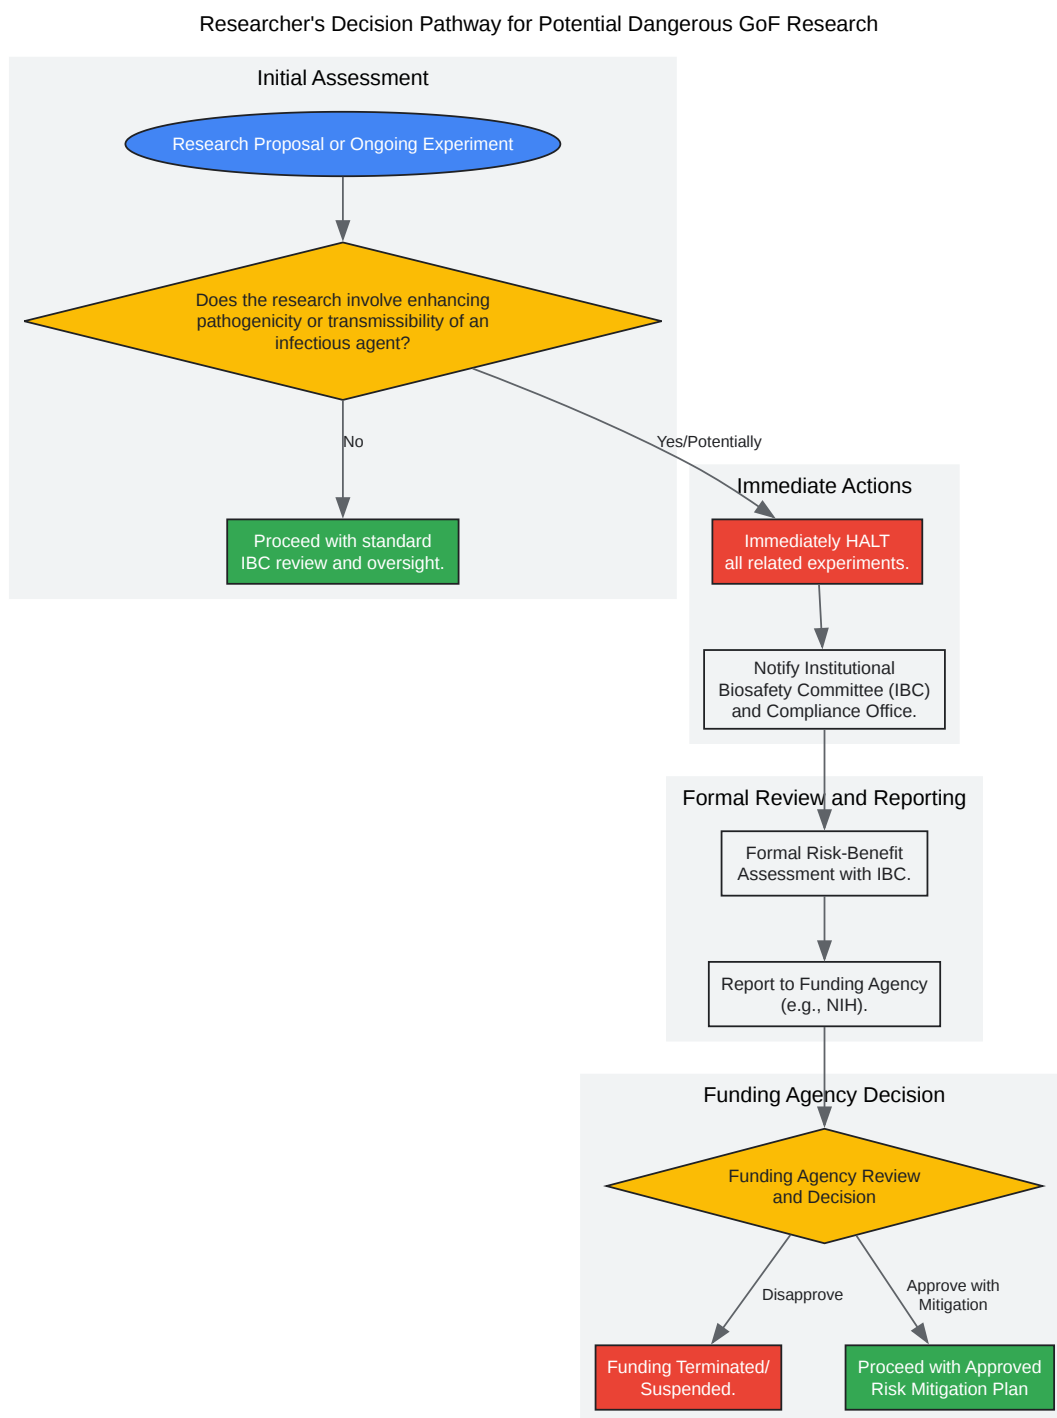 Researcher's Decision Pathway for Potential Dangerous GoF Research
Initial Assessment
Research Proposal or Ongoing Experiment
Does the research involve enhancing
pathogenicity or transmissibility of an
infectious agent?
No
Yes/Potentially
Proceed with standard
IBC review and oversight.
Immediate Actions
Immediately HALT
all related experiments.
Notify Institutional
Biosafety Committee (IBC)
and Compliance Office.
Formal Review and Reporting
Formal Risk-Benefit
Assessment with IBC.
Report to Funding Agency
(e.g., NIH).
Funding Agency Decision
Funding Agency Review
and Decision
Disapprove
Approve with
Mitigation
Funding Terminated/
Suspended.
Proceed with Approved
Risk Mitigation Plan